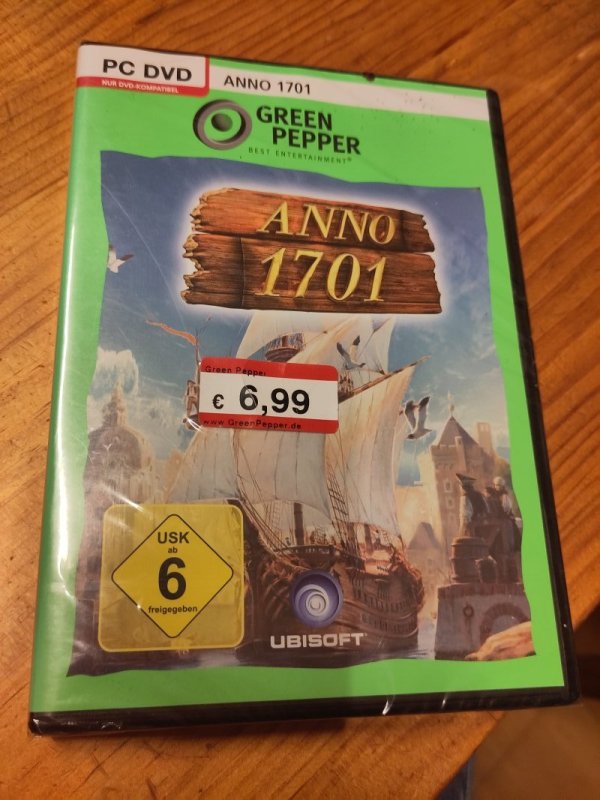 PC DVD
NUR DVD-KOMPATIBEL
ANNO 1701
GREEN
PEPPER
BEST ENTERTAINMENT®
ANNO
1701
Green Pepper
€ 6,99
www.GreenPepper.de
USK
ab
6
freigegeben
UBISOFT